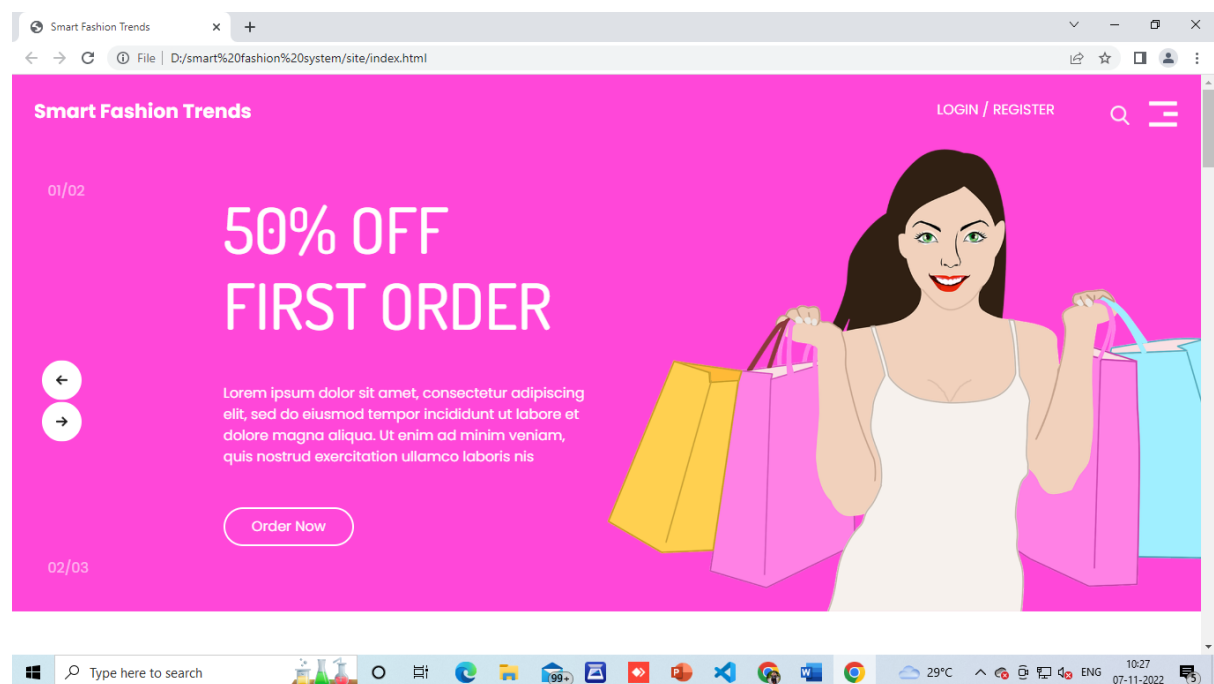 Smart Fashion Trends
File | D:/smart%20fashion%20system/site/index.html
Smart Fashion Trends
LOGIN / REGISTER
01/02
50% OFF
FIRST ORDER
Lorem ipsum dolor sit amet, consectetur adipiscing
elit, sed do eiusmod tempor incididunt ut labore et
dolore magna aliqua. Ut enim ad minim veniam,
quis nostrud exercitation ullamco laboris nis
Order Now
02/03
Type here to search
99+
29°C
ENG
10:27
07-11-2022
5